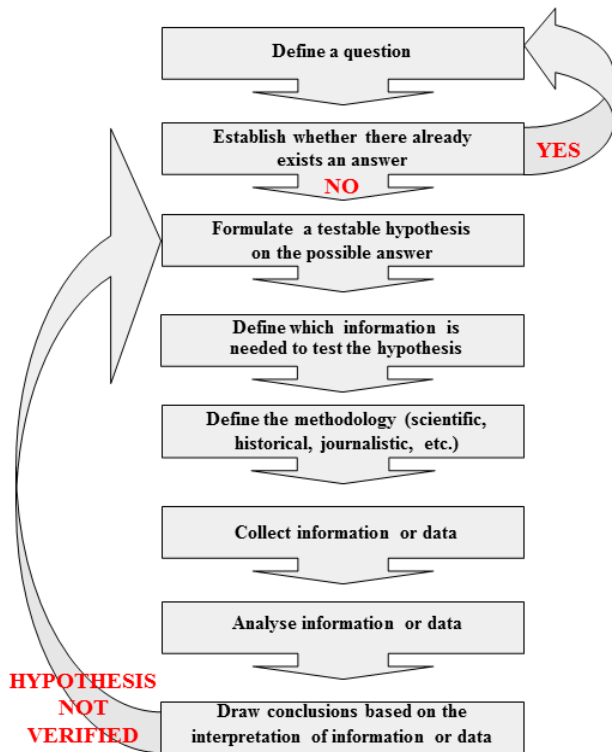 Define a question
Establish whether there already
exists an answer
YES
NO
Formulate a testable hypothesis
on the possible answer
Define which information is
needed to test the hypothesis
Define the methodology (scientific,
historical, journalistic, etc.)
Collect information or data
Analyse information or data
HYPOTHESIS
NOT
VERIFIED
Draw conclusions based on the
interpretation of information or data